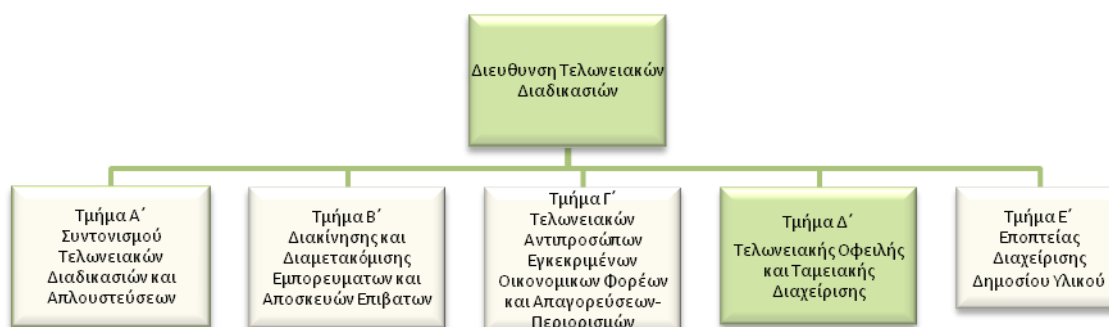 Διευθυνση Τελωνειακών
Διαδικασιών
Τμήμα Α΄
Συντονισμού
Τελωνειακών
Διαδικασιών και
Απλουστεύσεων
Τμήμα Β΄
Διακίνησης και
Διαμετακόμισης
Εμπορευματων και
Αποσκευών Επιβατων
Τμήμα Γ΄
Τελωνειακών
Αντιπροσώπων
Εγκεκριμένων
Οικονομικων Φορέων
και Απαγορεύσεων-
Περιορισμών
Τμήμα Δ΄
Τελωνειακής Οφειλής
και Ταμειακής
Διαχείρισης
Τμήμα Ε΄
Εποπτείας
Διαχείρισης
Δημοσίου Υλικού